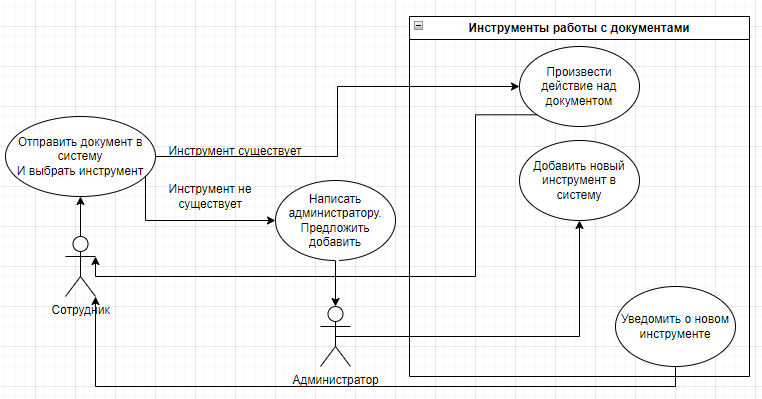 Инструменты работы с документами
Произвести
действие над
документом
Отправить документ в
систему
И выбрать инструмент
Инструмент существует
Добавить новый
инструмент в
систему
Инструмент не
существует
Написать
администратору.
Предложить
добавить
Сотрудник
Уведомить о новом
инструменте
Администратор